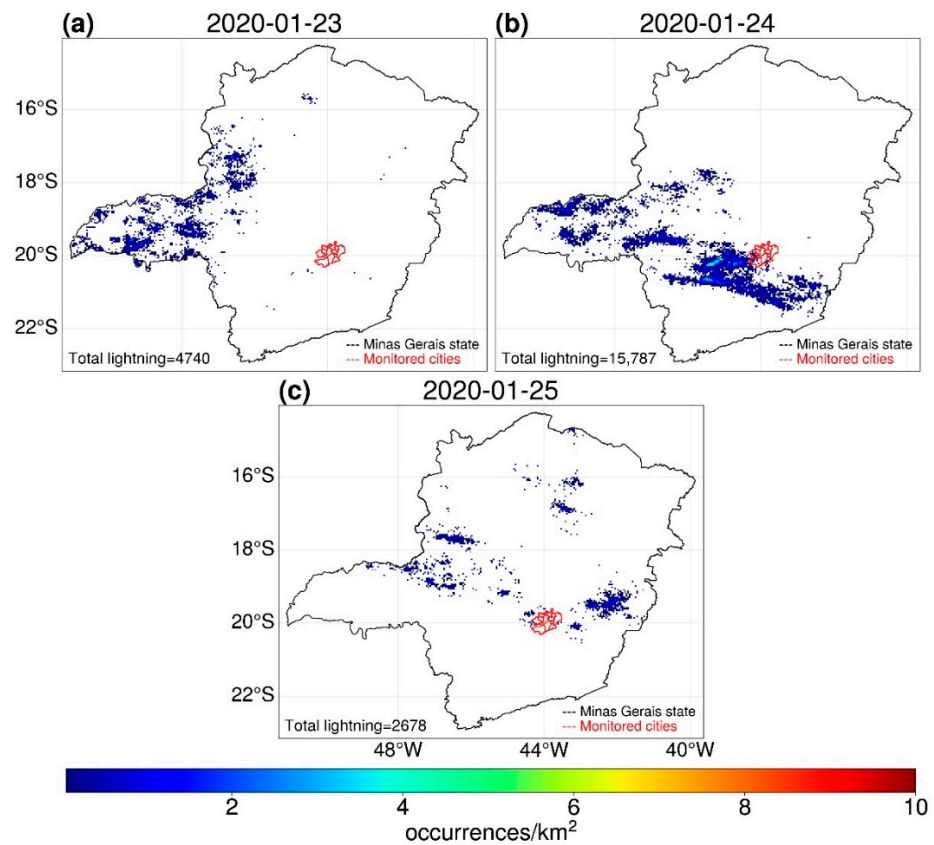 (a) 2020-01-23
(b) 2020-01-24
16°S
18°S
20°S
22°S
Total lightning=4740
Minas Gerais state
Monitored cities
Total lightning=15,787
Minas Gerais state
Monitored cities
(c) 2020-01-25
16°S
18°S
20°S
22°S
Total lightning=2678
Minas Gerais state
Monitored cities
48°W 44°W 40°W
2 4 6 8 10
occurrences/km²